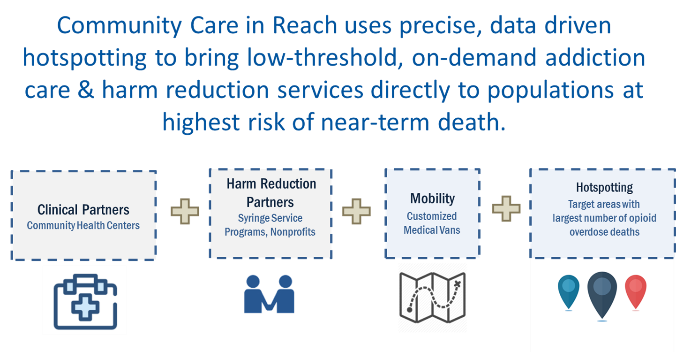 Community Care in Reach uses precise, data driven
hotspotting to bring low-threshold, on-demand addiction
care & harm reduction services directly to populations at
highest risk of near-term death.
Clinical Partners
Community Health Centers
Harm Reduction
Partners
Syringe Service
Programs, Nonprofits
Mobility
Customized
Medical Vans
Hotspotting
Target areas with
largest number of opioid
overdose deaths